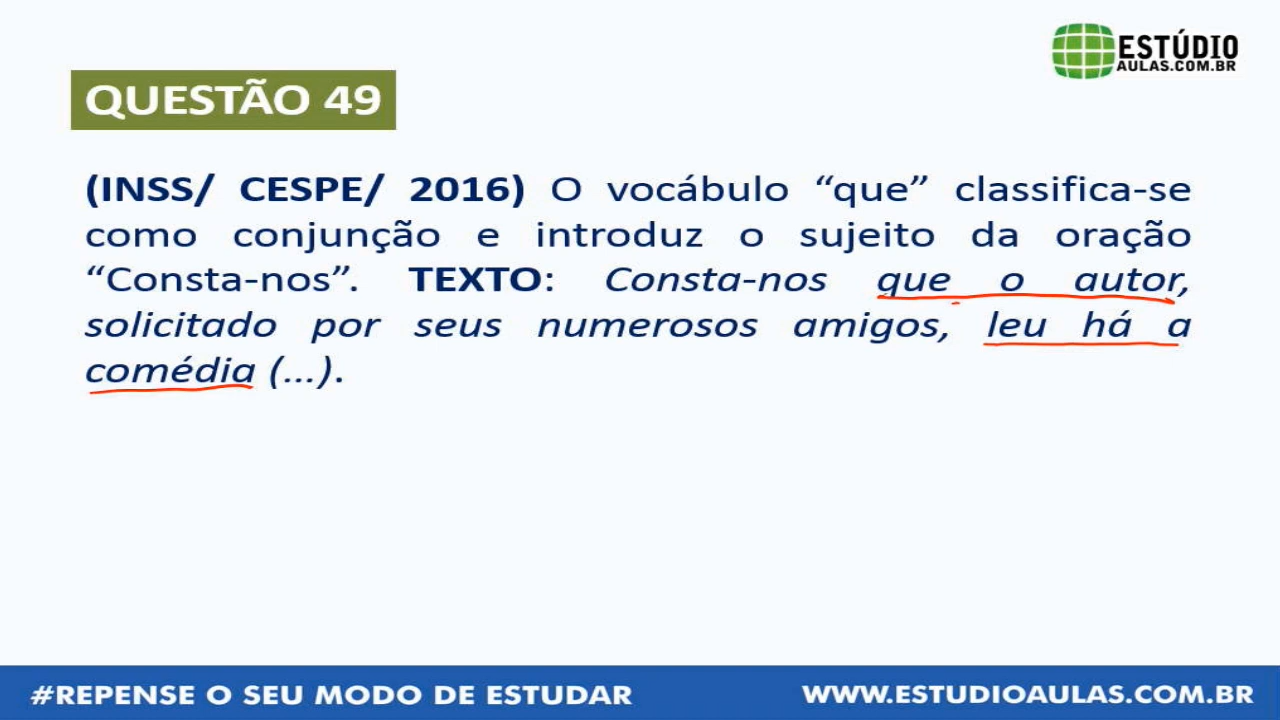 ESTÚDIO
AULAS.COM.BR
QUESTÃO 49
(INSS/ CESPE/ 2016) O vocábulo “que” classifica-se
como conjunção e introduz o sujeito da oração
“Consta-nos”. TEXTO: Consta-nos que o autor,
solicitado por seus numerosos amigos, leu há a
comédia (...).
#REPENSE O SEU MODO DE ESTUDAR
WWW.ESTUDIOAULAS.COM.BR